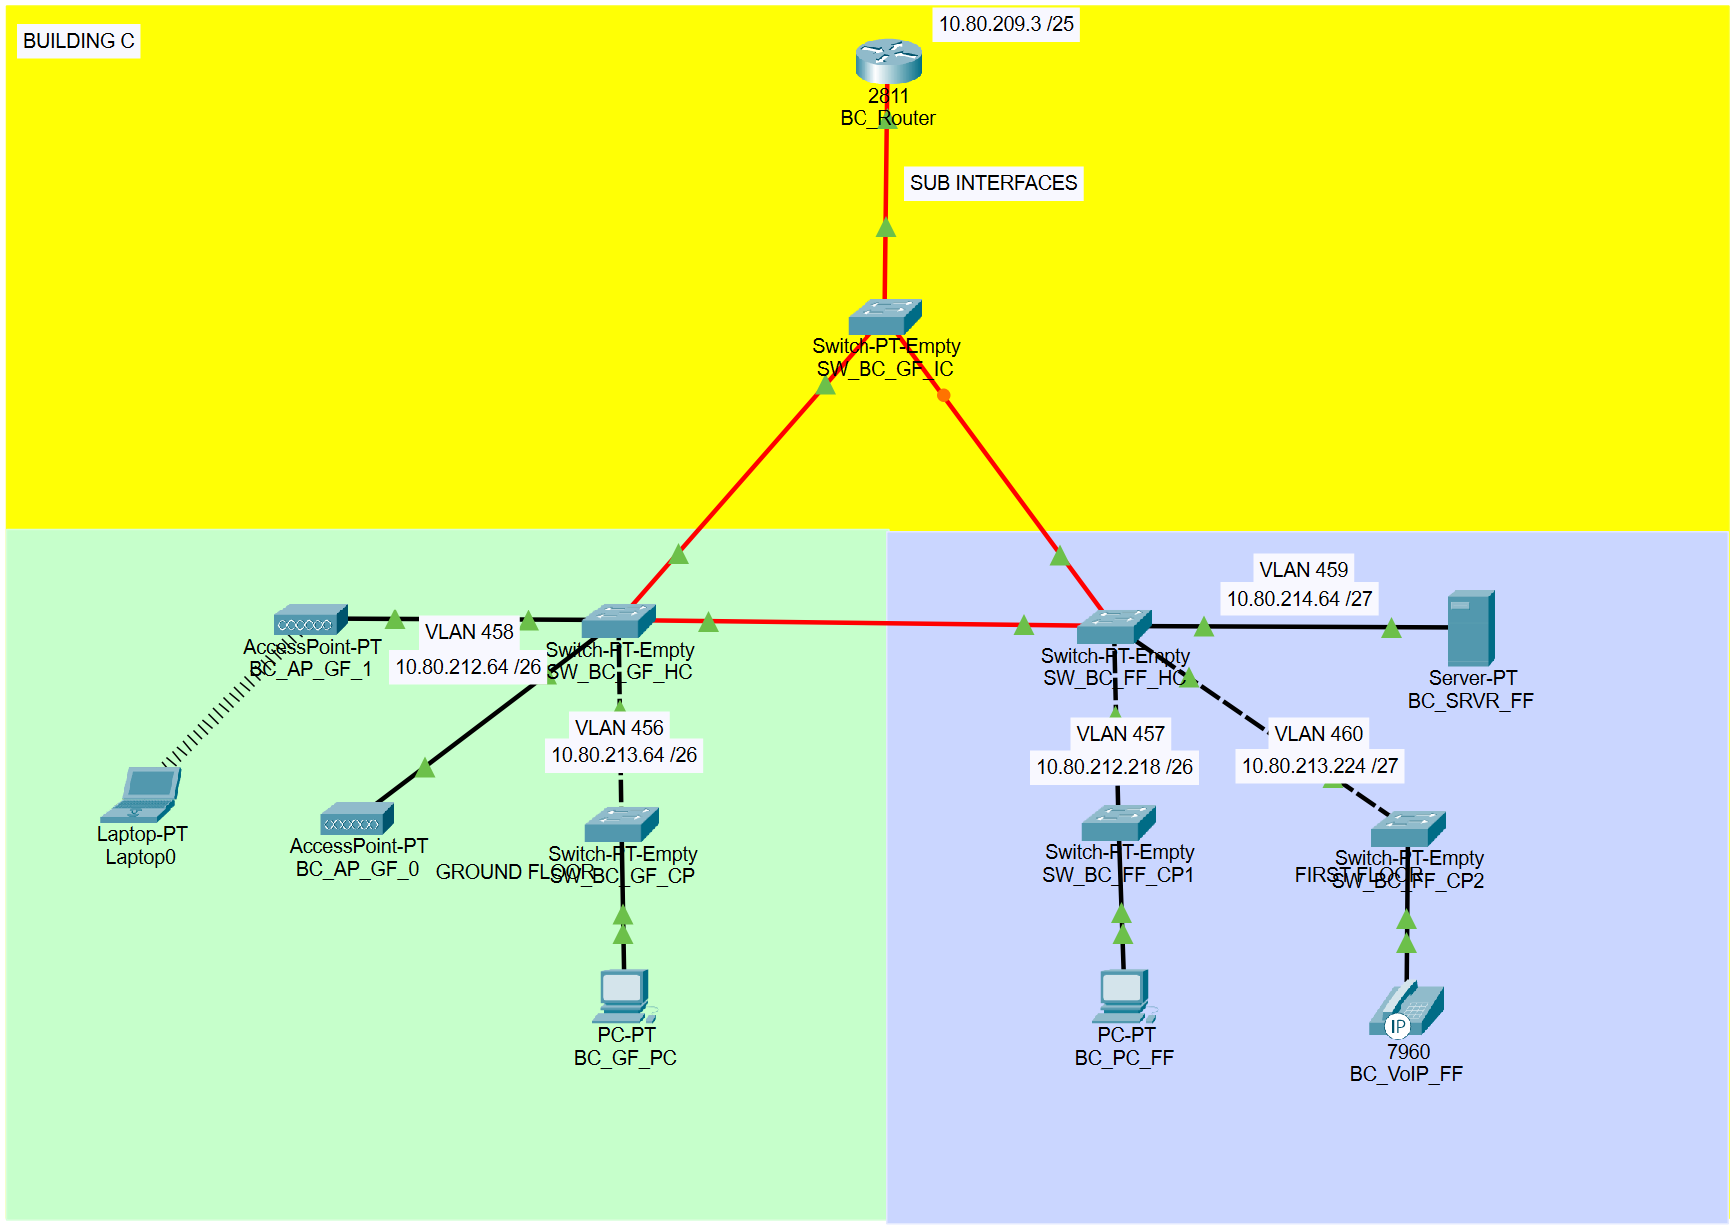 BUILDING C
10.80.209.3 /25
2811
BC_Router
SUB INTERFACES
Switch-PT-Empty
SW_BC_GF_IC
AccessPoint-PT
BC_AP_GF_1
VLAN 458
10.80.212.64 /26
Switch-PT-Empty
SW_BC_GF_HC
VLAN 456
10.80.213.64 /26
Laptop-PT
Laptop0
AccessPoint-PT
BC_AP_GF_0
GROUND FLOOR
Switch-PT-Empty
SW_BC_GF_CP
PC-PT
BC_GF_PC
VLAN 459
10.80.214.64 /27
Switch-PT-Empty
SW_BC_FF_HC
Server-PT
BC_SRVR_FF
VLAN 457
10.80.212.218 /26
VLAN 460
10.80.213.224 /27
Switch-PT-Empty
SW_BC_FF_CP1
FIRST FLOOR
Switch-PT-Empty
SW_BC_FF_CP2
PC-PT
BC_PC_FF
IP
7960
BC_VoIP_FF